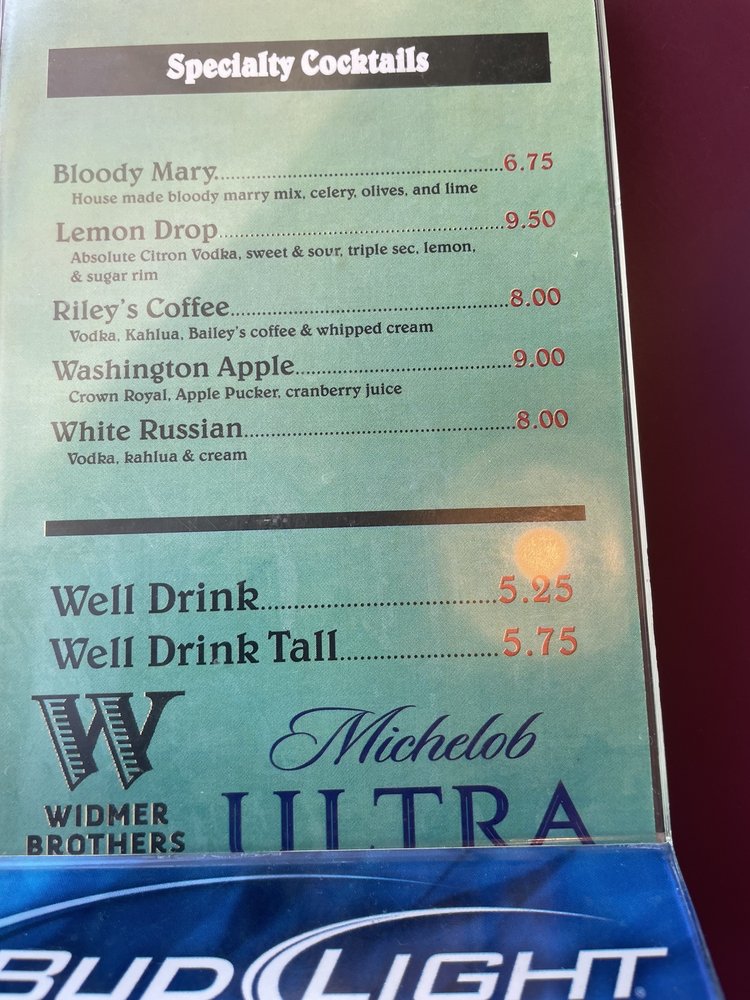 Specialty Cocktails
Bloody Mary..................................................6.75
House made bloody marry mix, celery, olives, and lime
Lemon Drop..................................................9.50
Absolute Citron Vodka, sweet & sour, triple sec, lemon,
& sugar rim
Riley's Coffee..................................................8.00
Vodka, Kahlua, Bailey's coffee & whipped cream
Washington Apple.......................................9.00
Crown Royal, Apple Pucker, cranberry juice
White Russian................................................8.00
Vodka, kahlua & cream
Well Drink......................................5.25
Well Drink Tall.........................5.75
W
WIDMER
BROTHERS
Michelob
ULTRA
BUD LIGHT